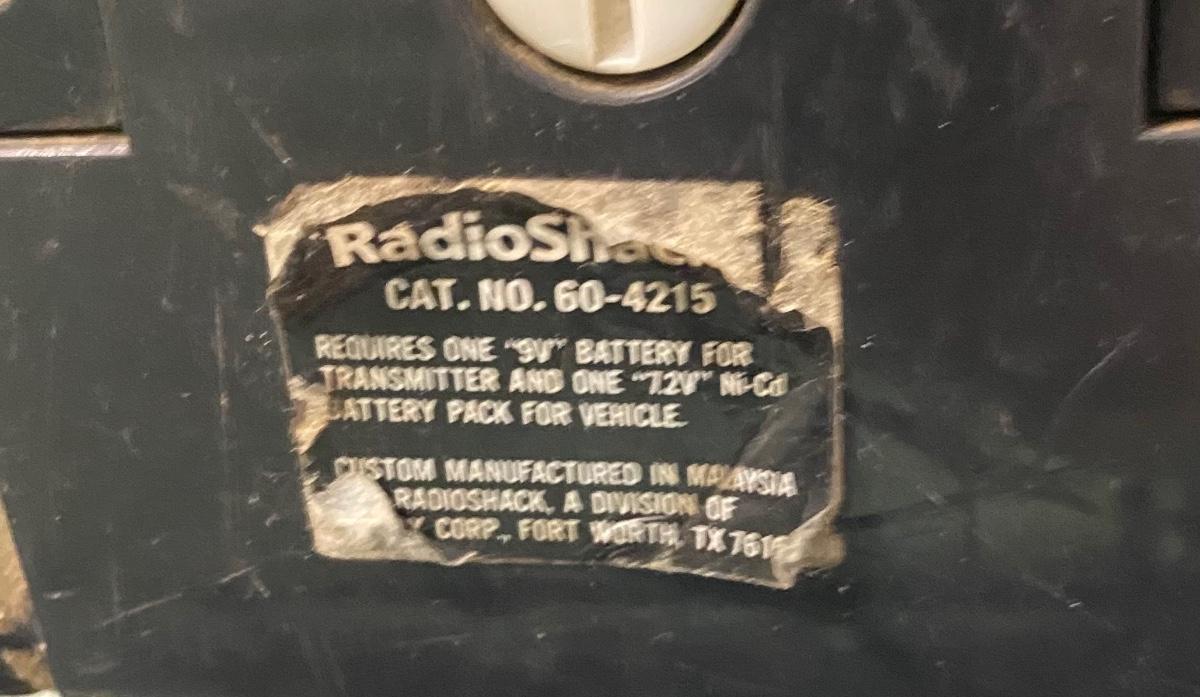 RadioShack
CAT. NO. 60-4215
REQUIRES ONE "9V" BATTERY FOR
TRANSMITTER AND ONE "7.2V" Ni-Cd
BATTERY PACK FOR VEHICLE.
CUSTOM MANUFACTURED IN MALAYSIA
RADIOSHACK, A DIVISION OF
CORP., FORT WORTH, TX 761